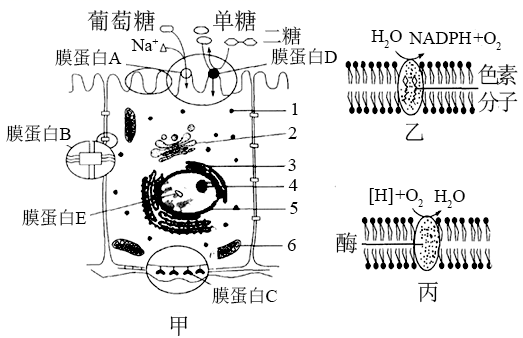 葡萄糖 单糖
Na⁺ 二糖
膜蛋白A 膜蛋白D
1
膜蛋白B 2
3
4
膜蛋白E 5
6
膜蛋白C
甲
H₂O NADPH+O₂
色素
分子
乙
[H]+O₂ H₂O
酶
丙